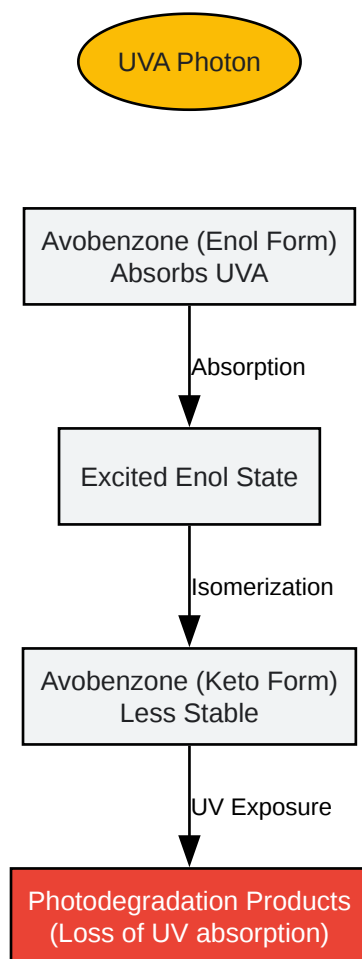 UVA Photon
Avobenzone (Enol Form)
Absorbs UVA
Absorption
Excited Enol State
Isomerization
Avobenzone (Keto Form)
Less Stable
UV Exposure
Photodegradation Products
(Loss of UV absorption)